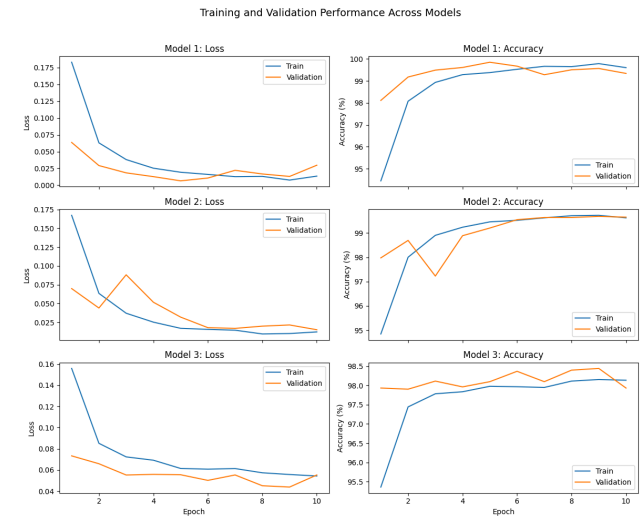 Training and Validation Performance Across Models
Model 1: Loss
Model 1: Accuracy
0.175
0.150
0.125
0.100
0.075
0.050
0.025
0.000
Loss
Train
Validation
100
99
98
97
96
95
Accuracy (%)
Train
Validation
Model 2: Loss
Model 2: Accuracy
0.175
0.150
0.125
0.100
0.075
0.050
0.025
Loss
Train
Validation
99
98
97
96
95
Accuracy (%)
Train
Validation
Model 3: Loss
Model 3: Accuracy
0.16
0.14
0.12
0.10
0.08
0.06
0.04
Loss
Train
Validation
2 4 6 8 10
Epoch
98.5
98.0
97.5
97.0
96.5
96.0
95.5
Accuracy (%)
Train
Validation
2 4 6 8 10
Epoch